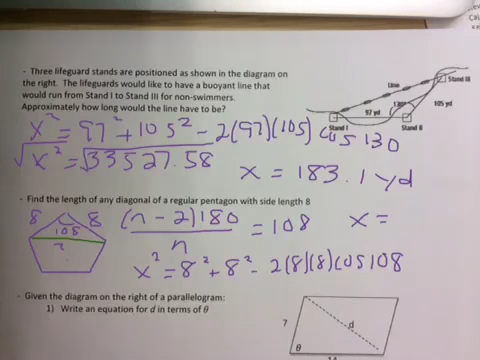 - Three lifeguard stands are positioned as shown in the diagram on
the right. The lifeguards would like to have a buoyant line that
would run from Stand I to Stand III for non-swimmers.
Approximately how long would the line have to be?
Line
Stand III
130°
105 yd
97 yd
Stand I
Stand II
x² = 97² + 105² - 2(97)(105) cos 130
√x² = √33527.58
x = 183.1 yd
- Find the length of any diagonal of a regular pentagon with side length 8
8
8
108
?
(n - 2)180
n
= 108
x =
x² = 8² + 8² - 2(8)(8) cos 108
- Given the diagram on the right of a parallelogram:
1) Write an equation for d in terms of θ
7
d
θ